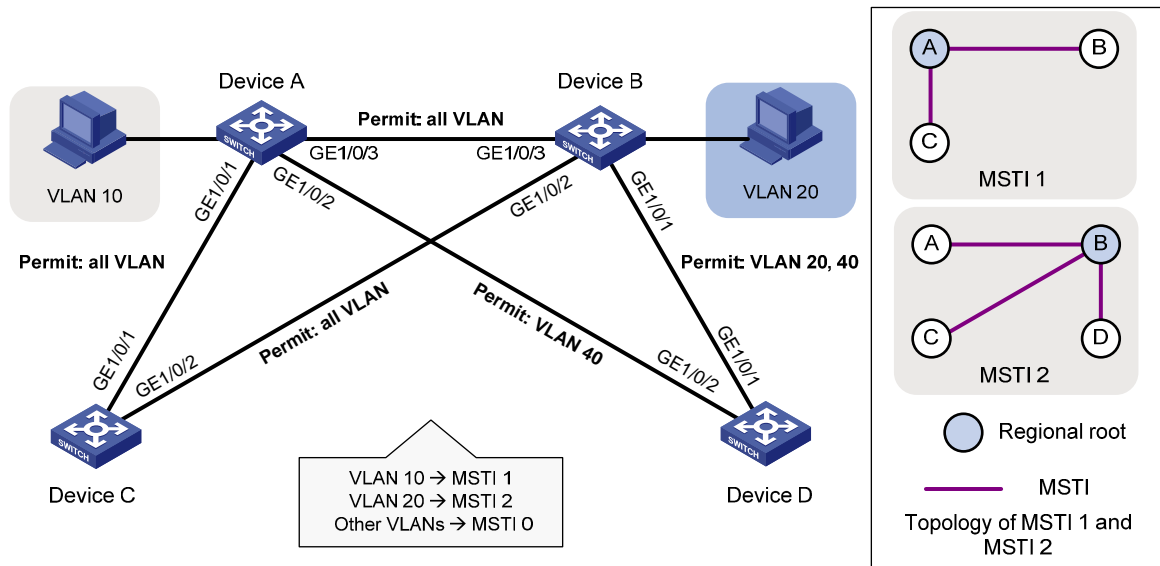 Device A
Device B
Permit: all VLAN
SWITCH
SWITCH
VLAN 10
VLAN 20
GE1/0/3
GE1/0/3
GE1/0/1
GE1/0/2
GE1/0/2
GE1/0/1
Permit: all VLAN
Permit: VLAN 20, 40
Permit: all VLAN
Permit: VLAN 40
GE1/0/1
GE1/0/2
GE1/0/2
GE1/0/1
SWITCH
SWITCH
Device C
Device D
VLAN 10 → MSTI 1
VLAN 20 → MSTI 2
Other VLANs → MSTI 0
A
B
C
MSTI 1
A
B
C
D
MSTI 2
Regional root
MSTI
Topology of MSTI 1 and
MSTI 2